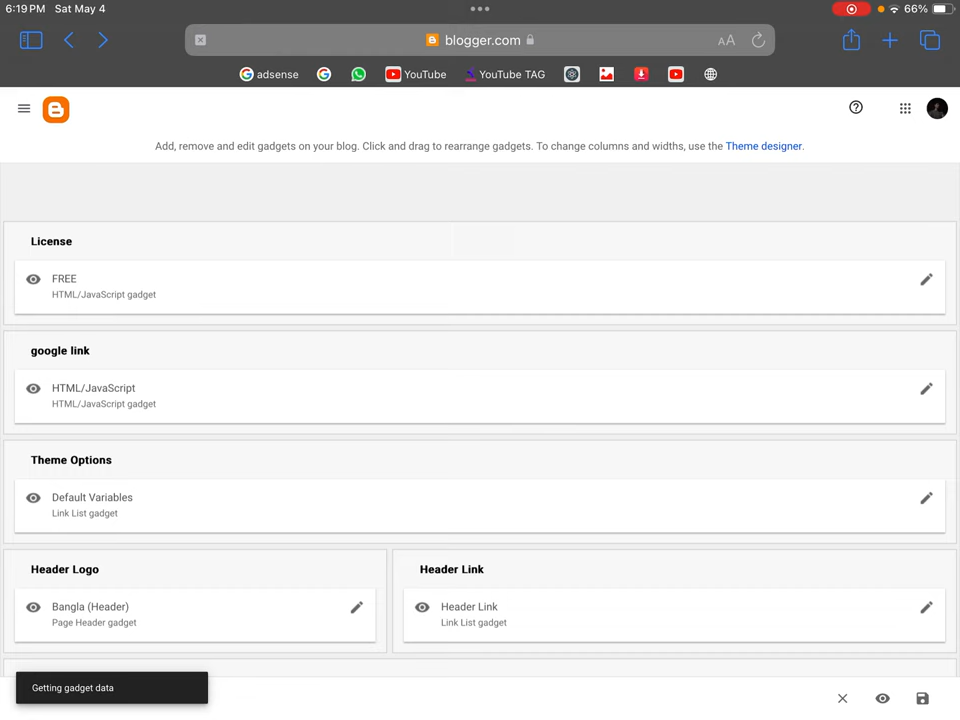 6:19 PM Sat May 4
66%
blogger.com
AA
adsense
YouTube
YouTube TAG
Add, remove and edit gadgets on your blog. Click and drag to rearrange gadgets. To change columns and widths, use the Theme designer.
License
FREE
HTML/JavaScript gadget
google link
HTML/JavaScript
HTML/JavaScript gadget
Theme Options
Default Variables
Link List gadget
Header Logo
Header Link
Bangla (Header)
Header Link
Page Header gadget
Link List gadget
Getting gadget data